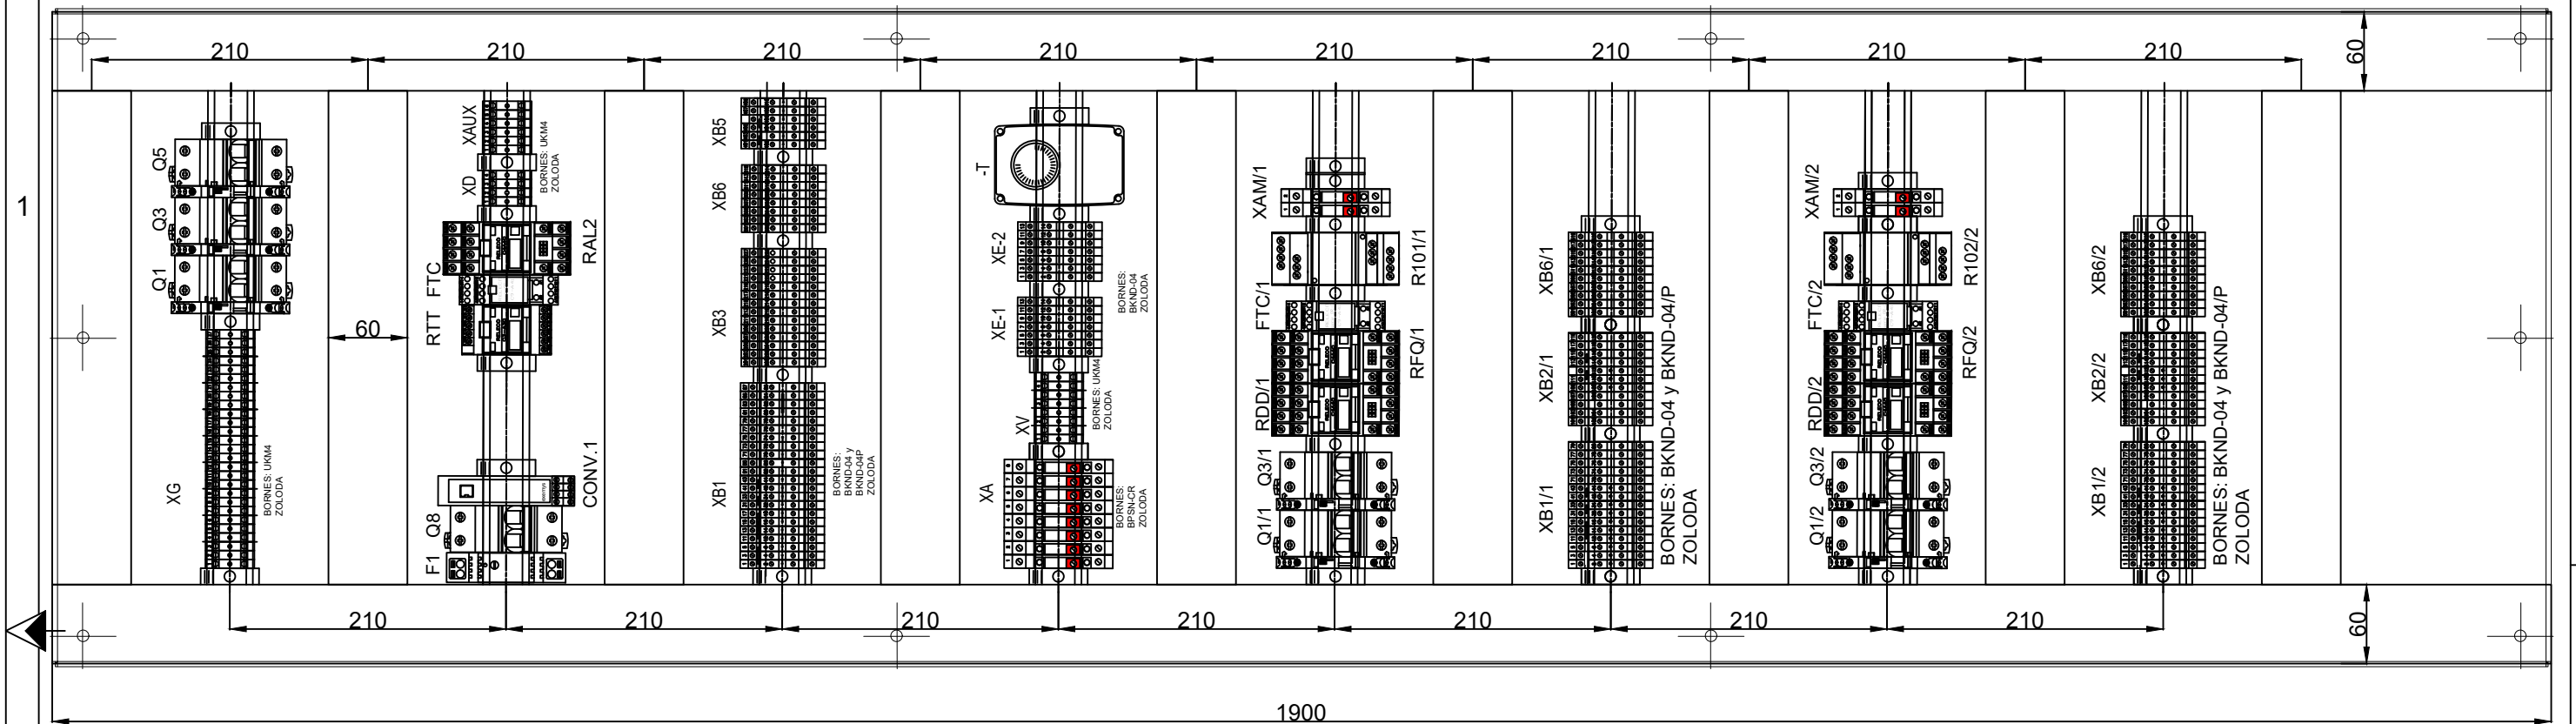 210 210 210 210 210 210 210 210
60
1
Q5
Q3
Q1
XG
BORNES: UKM4
ZOLODA
60
XAUX
XD
BORNES: UKM4
ZOLODA
RAL2
FTC
RTT
CONV.1
Q8
F1
XB5
XB6
XB3
XB1
BORNES:
BKND-04 y
BKND-04P
ZOLODA
-T
XE-2
XE-1
BORNES:
BKND-04
ZOLODA
XV
BORNES: UKM4
ZOLODA
XA
BORNES:
BPSN-CR
ZOLODA
XAM/1
R101/1
FTC/1
RFQ/1
RDD/1
Q3/1
Q1/1
XB6/1
XB2/1
XB1/1
BORNES: BKND-04 y BKND-04/P
ZOLODA
XAM/2
R102/2
FTC/2
RFQ/2
RDD/2
Q3/2
Q1/2
XB6/2
XB2/2
XB1/2
BORNES: BKND-04 y BKND-04/P
ZOLODA
210 210 210 210 210 210 210
60
1900